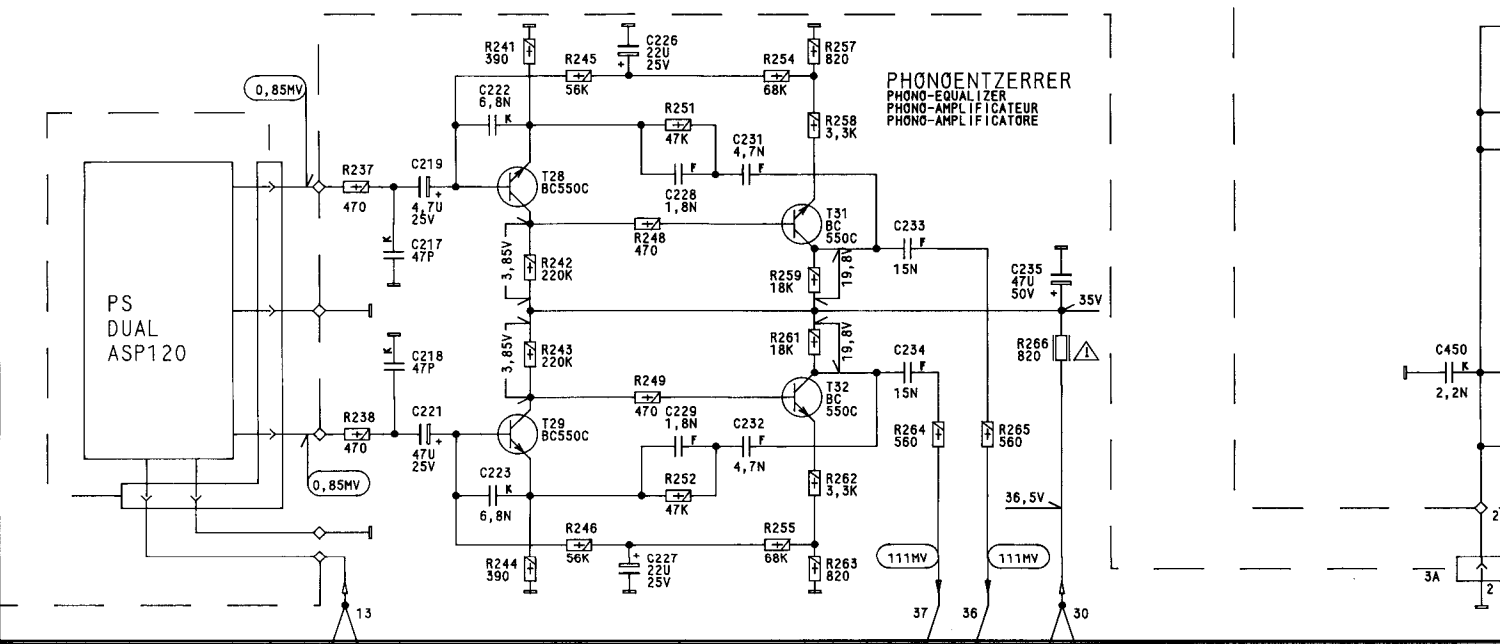 PHONOENTZERRER
PHONO-EQUALIZER
PHONO-AMPLIFICATEUR
PHONO-AMPLIFICATORE
R241
390
C226
22U
25V
+
R257
820
R245
56K
R254
68K
0,85MV
C222
6,8N
K
R251
47K
R258
3,3K
C231
4,7N
F
R237
470
C219
4,7U
25V
+
T28
BC550C
C228
1,8N
F
K
C217
47P
R248
470
T31
BC
550C
C233
15N
F
3,85V
R242
220K
R259
18K
19,8V
C235
47U
50V
+
35V
PS
DUAL
ASP120
K
C218
47P
3,85V
R243
220K
R261
18K
19,8V
C234
15N
F
R266
820
C450
2,2N
K
R249
470
T32
BC
550C
R238
470
C221
47U
25V
+
T29
BC550C
C229
1,8N
F
C232
4,7N
F
R264
560
R265
560
0,85MV
C223
6,8N
K
R252
47K
R262
3,3K
36,5V
R246
56K
R255
68K
R244
390
+
C227
22U
25V
R263
820
111MV
111MV
2
3A
2
13
37
36
30